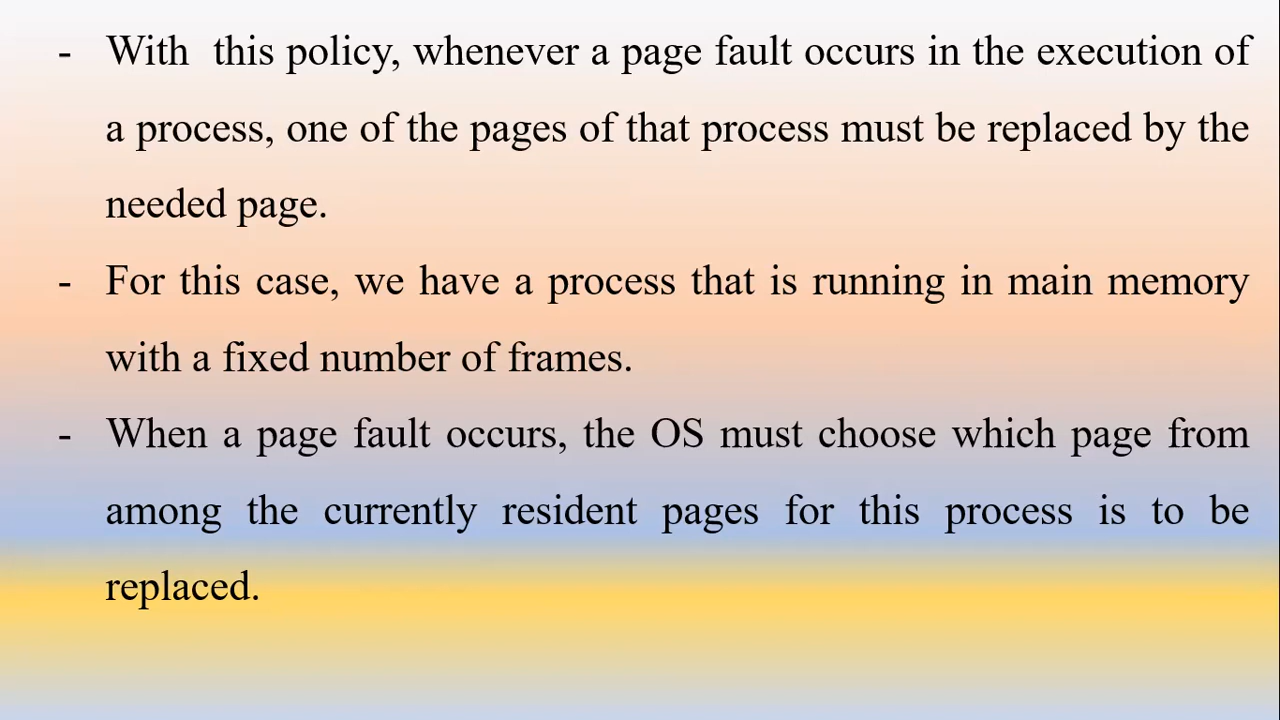 - With this policy, whenever a page fault occurs in the execution of
a process, one of the pages of that process must be replaced by the
needed page.
- For this case, we have a process that is running in main memory
with a fixed number of frames.
- When a page fault occurs, the OS must choose which page from
among the currently resident pages for this process is to be
replaced.